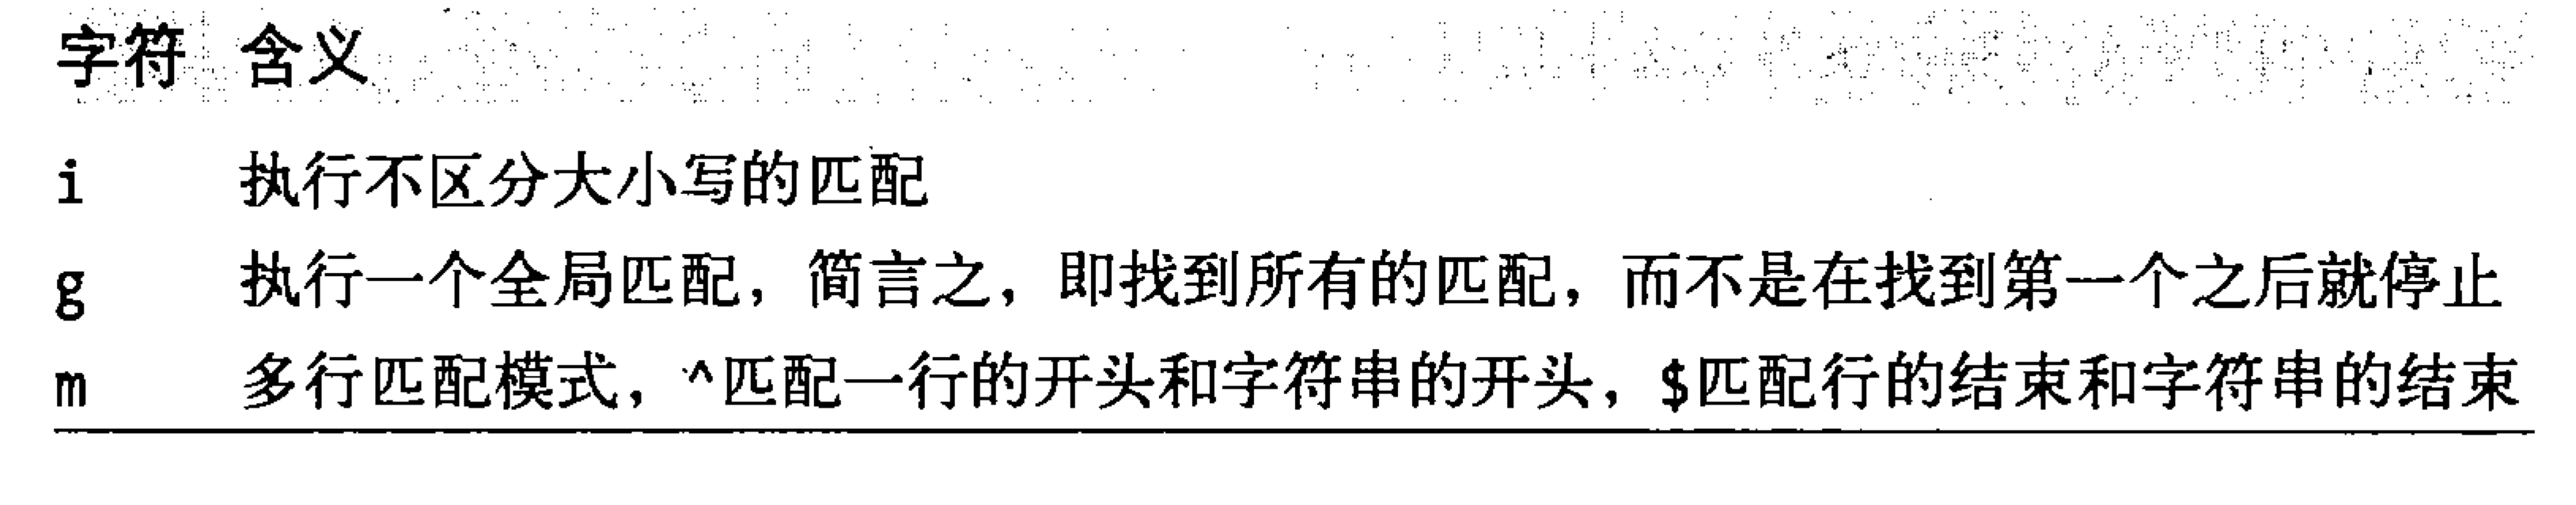 字符 含义
i 执行不区分大小写的匹配
g 执行一个全局匹配，简言之，即找到所有的匹配，而不是在找到第一个之后就停止
m 多行匹配模式，^匹配一行的开头和字符串的开头，$匹配行的结束和字符串的结束